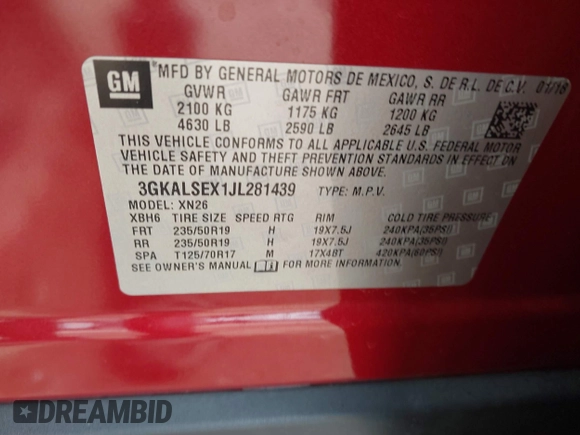 GM
*MFD BY GENERAL MOTORS DE MEXICO, S. DE R.L. DE C.V. 01/18
GVWR GAWR FRT GAWR RR
2100 KG 1175 KG 1200 KG
4630 LB 2590 LB 2645 LB
THIS VEHICLE CONFORMS TO ALL APPLICABLE U.S. FEDERAL MOTOR
VEHICLE SAFETY AND THEFT PREVENTION STANDARDS IN EFFECT ON
THE DATE OF MANUFACTURE SHOWN ABOVE.
3GKALSEX1JL281439 TYPE: M.P.V.
MODEL: XN26
XBH6 TIRE SIZE SPEED RTG RIM COLD TIRE PRESSURE
FRT 235/50R19 H 19X7.5J 240KPA(35PSI)
RR 235/50R19 H 19X7.5J 240KPA(35PSI)
SPA T125/70R17 M 17X4BT 420KPA(60PSI)
SEE OWNER'S MANUAL FOR MORE INFORMATION
DREAMBID